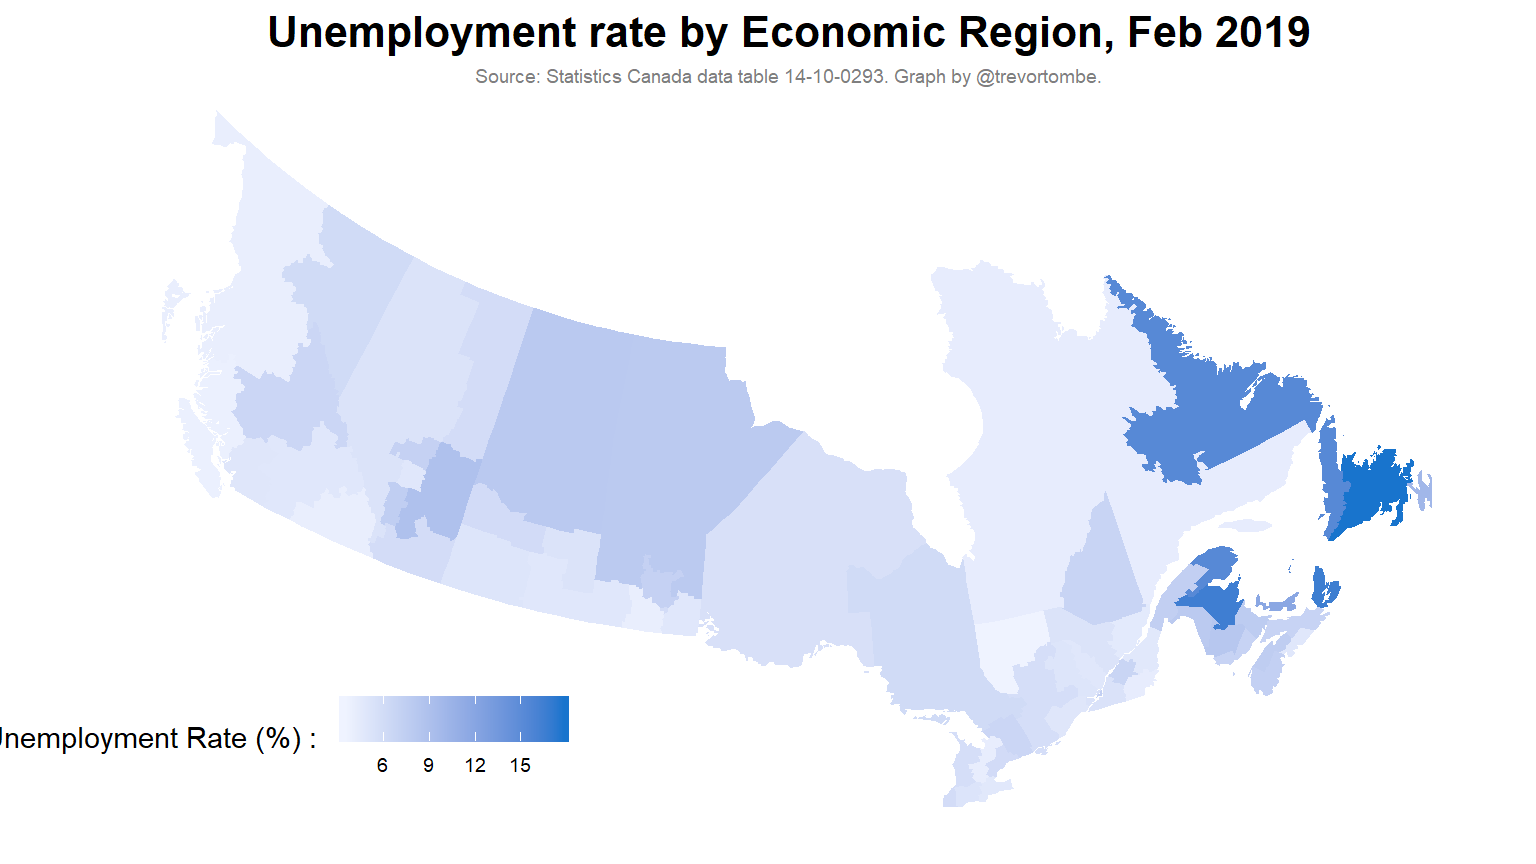 Unemployment rate by Economic Region, Feb 2019
Source: Statistics Canada data table 14-10-0293. Graph by @trevortombe.
Unemployment Rate (%) :
6 9 12 15